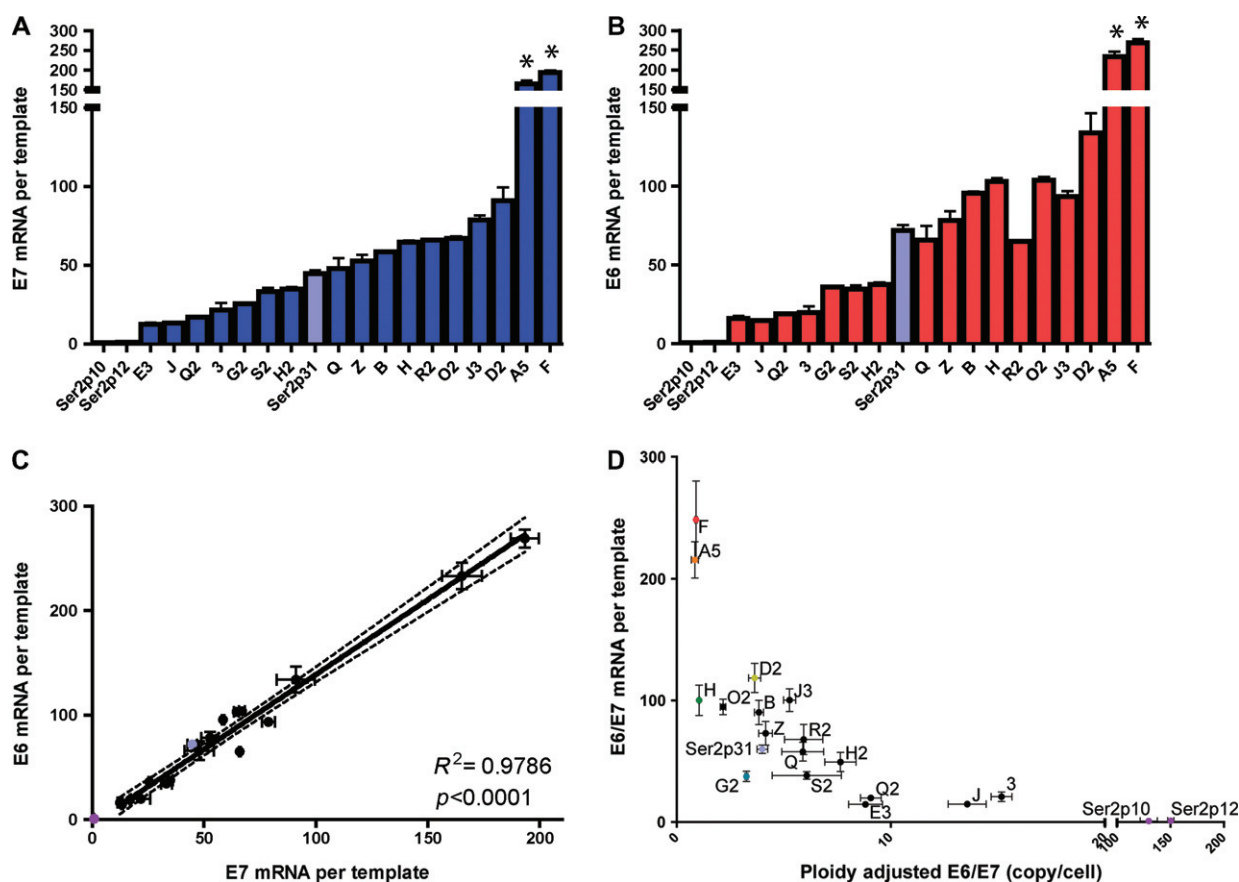 A
E7 mRNA per template
300
250
200
150
150
100
50
0
* *
Ser2p10 Ser2p12 E3 J Q2 3 G2 S2 H2 Ser2p31 Q Z B H R2 O2 J3 D2 A5 F
B
E6 mRNA per template
300
250
200
150
150
100
50
0
* *
Ser2p10 Ser2p12 E3 J Q2 3 G2 S2 H2 Ser2p31 Q Z B H R2 O2 J3 D2 A5 F
C
E6 mRNA per template
300
200
100
0
R² = 0.9786
p<0.0001
0 50 100 150 200
E7 mRNA per template
D
E6/E7 mRNA per template
300
200
100
0
F
A5
D2
H O2 B J3
Z R2
Ser2p31
Q H2
G2 S2
Q2 3
E3 J
Ser2p10 Ser2p12
0 10 20 100 150 200
Ploidy adjusted E6/E7 (copy/cell)